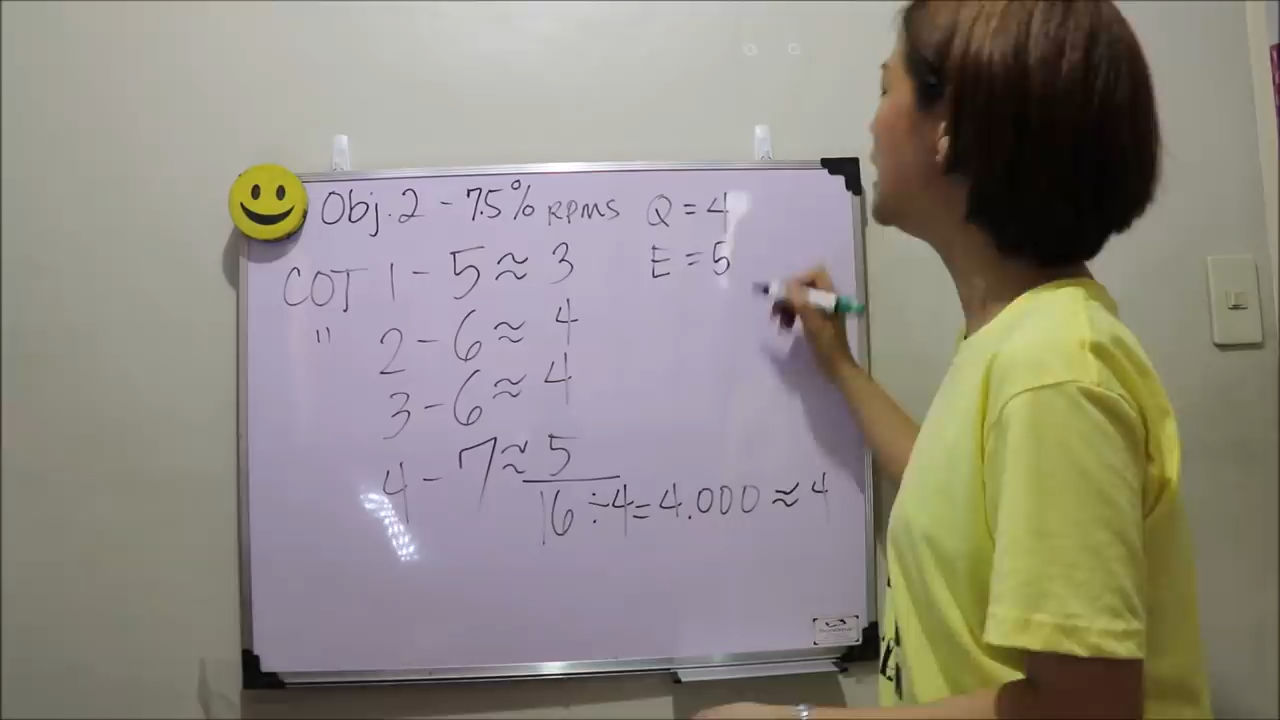 Obj. 2 - 7.5% RPMS Q = 4
COT 1 - 5 ≈ 3 E = 5
" 2 - 6 ≈ 4
3 - 6 ≈ 4
4 - 7 ≈ 5
16 ÷ 4 = 4.000 ≈ 4